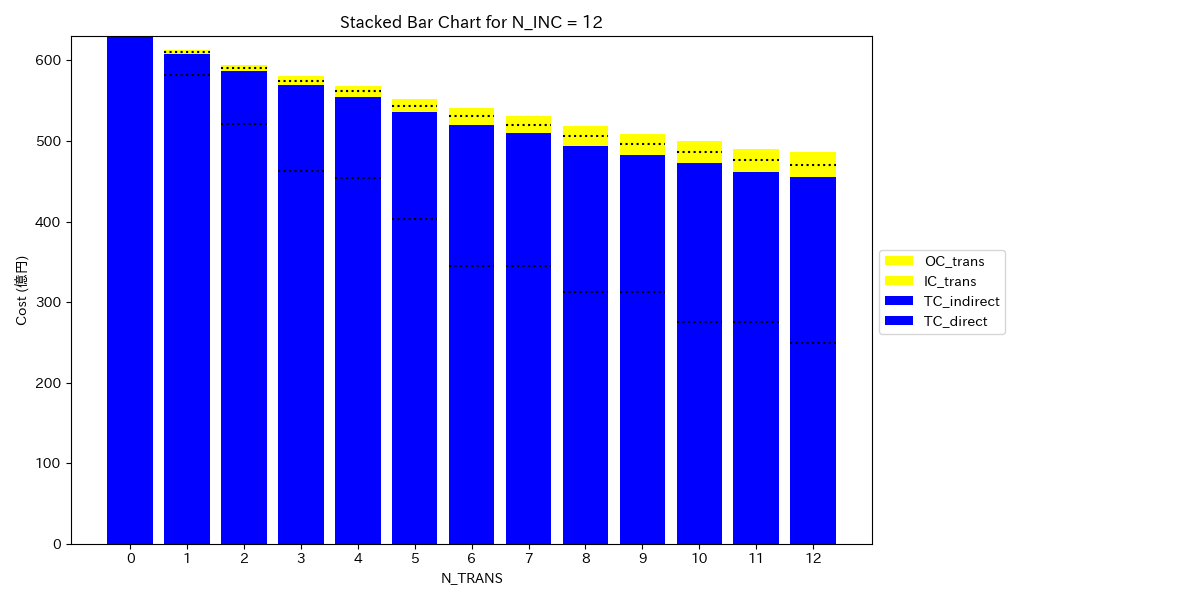 Stacked Bar Chart for N_INC = 12
Cost (億円)
600
500
400
300
200
100
0
0 1 2 3 4 5 6 7 8 9 10 11 12
N_TRANS
OC_trans
IC_trans
TC_indirect
TC_direct